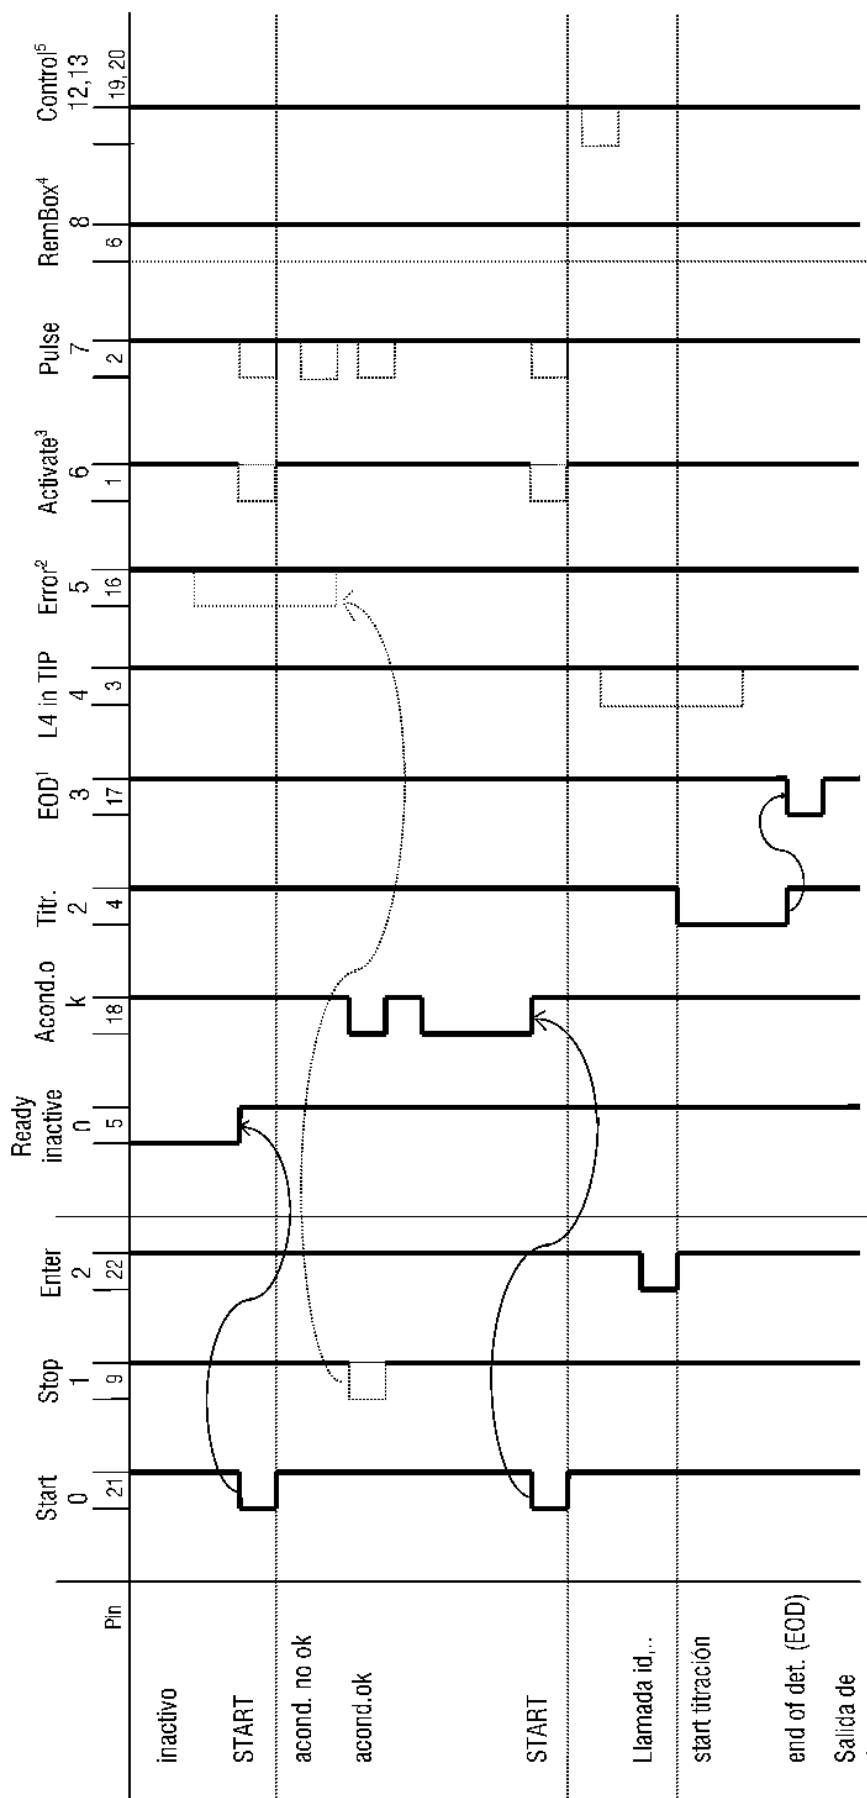 Control⁵
12,13
19, 20
RemBox⁴
8
6
Pulse
7
2
Activate³
6
1
Error²
5
16
L4 in TIP
4
3
EOD¹
3
17
Titr.
2
4
Acond.o
k
18
Ready
inactive
0
5
Enter
2
22
Stop
1
9
Start
0
21
Pin
inactivo
START
acond. no ok
acond.ok
START
Llamada id,..
start titración
end of det. (EOD)
Salida de